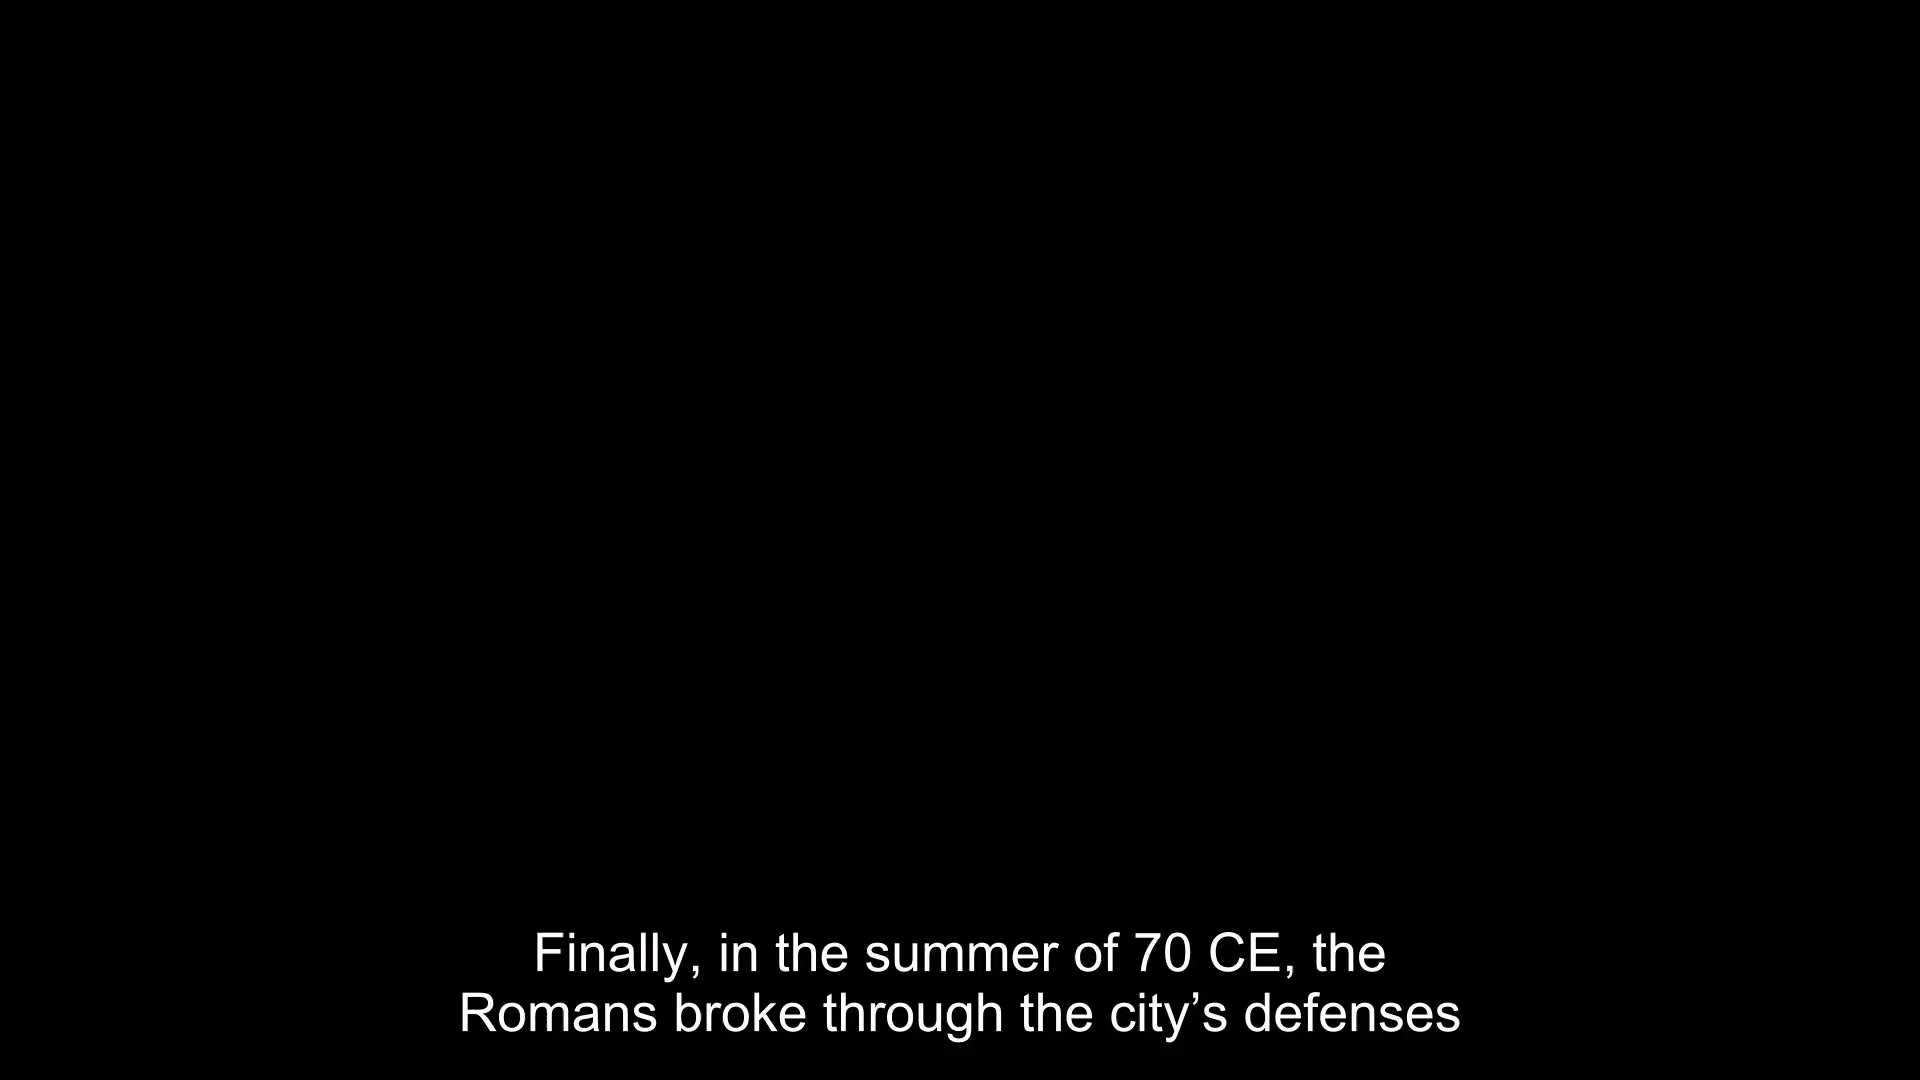 Finally, in the summer of 70 CE, the
Romans broke through the city’s defenses